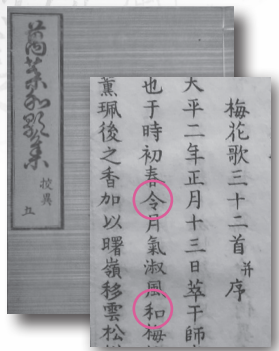 萬葉和歌集
挍異
五
梅花歌三十二首并序
天平二年正月十三日萃于師
也于時初春令月氣淑風和梅
薫珮後之香加以曙嶺移雲松